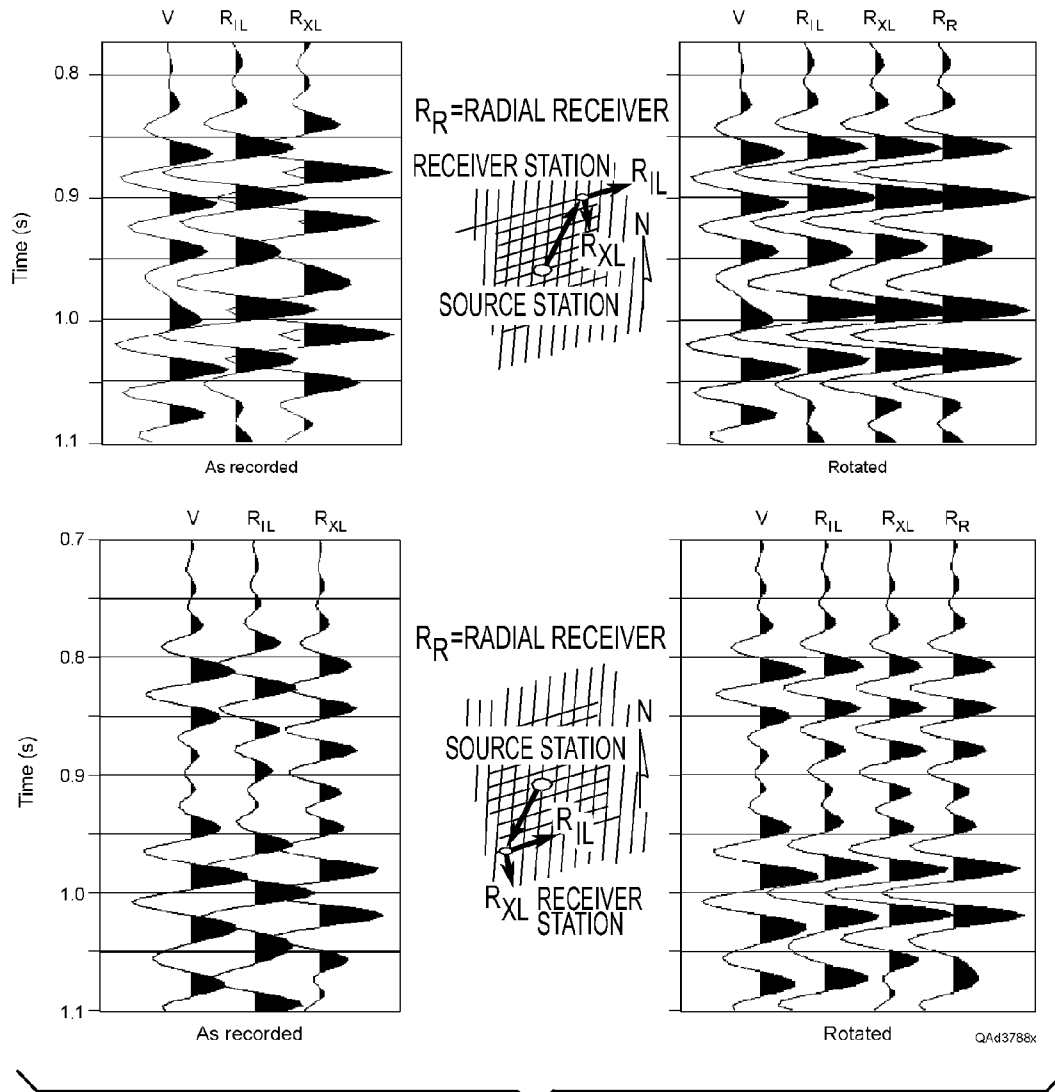 V R_IL R_XL
V R_IL R_XL R_R
0.8
0.9
1.0
1.1
Time (s)
R_R=RADIAL RECEIVER
RECEIVER STATION
R_IL
N
R_XL
SOURCE STATION
As recorded
Rotated
V R_IL R_XL
V R_IL R_XL R_R
0.7
0.8
0.9
1.0
1.1
Time (s)
R_R=RADIAL RECEIVER
N
SOURCE STATION
R_IL
R_XL RECEIVER
STATION
As recorded
Rotated
QAd3788x